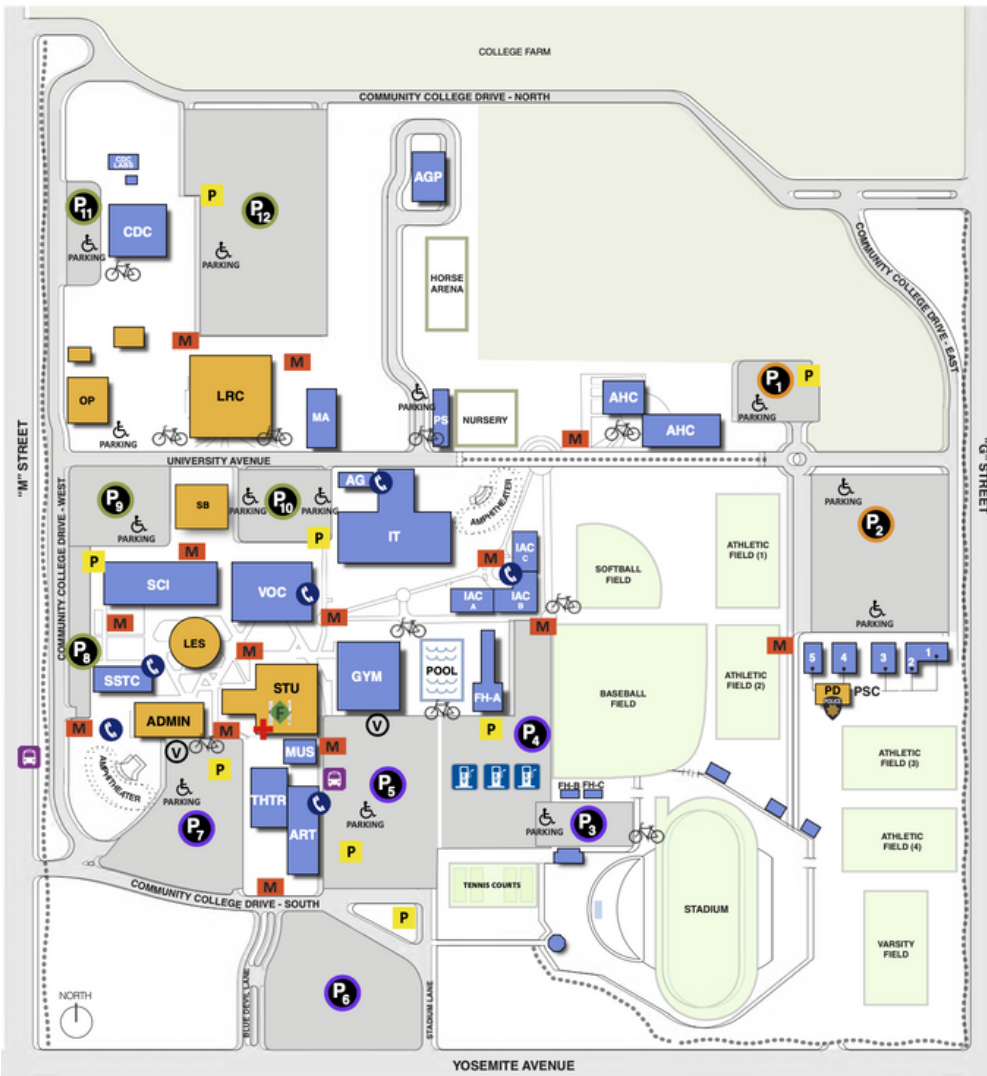 COLLEGE FARM
COMMUNITY COLLEGE DRIVE - NORTH
CDC
LABS
AGP
P11
P
P12
CDC
PARKING
PARKING
COMMUNITY COLLEGE DRIVE - EAST
HORSE
ARENA
M
M
P1
P
OP
LRC
MA
PARKING
PS
NURSERY
AHC
AHC
PARKING
PARKING
M
"M" STREET
"G" STREET
UNIVERSITY AVENUE
COMMUNITY COLLEGE DRIVE - WEST
P9
PARKING
SB
PARKING
P10
PARKING
AG
IT
AMPHITHEATER
PARKING
P2
PARKING
ATHLETIC
FIELD (1)
P
P
M
M
IAC
C
SCI
VOC
IAC
A
IAC
B
SOFTBALL
FIELD
M
M
M
M
M
P8
LES
SSTC
STU
F
GYM
POOL
FH-A
BASEBALL
FIELD
ATHLETIC
FIELD (2)
5
4
3
2
1
PD
POLICE
PSC
M
ADMIN
M
V
V
MUS
M
P
P4
AMPHITHEATER
P
PARKING
P7
THTR
ART
P5
PARKING
P
FH-B
FH-C
PARKING
P3
ATHLETIC
FIELD (3)
ATHLETIC
FIELD (4)
M
COMMUNITY COLLEGE DRIVE - SOUTH
TENNIS COURTS
STADIUM
VARSITY
FIELD
P
P6
BLUE DEVIL LANE
STADIUM LANE
NORTH
YOSEMITE AVENUE